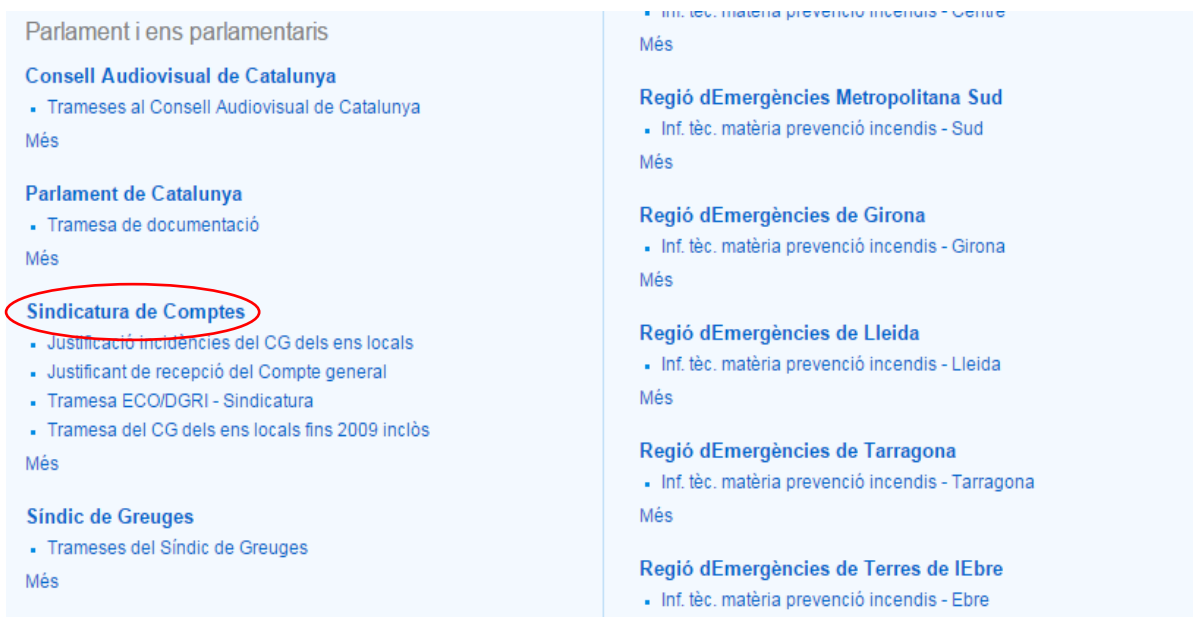 Parlament i ens parlamentaris
Consell Audiovisual de Catalunya
Trameses al Consell Audiovisual de Catalunya
Més
Parlament de Catalunya
Tramesa de documentació
Més
Sindicatura de Comptes
Justificació incidències del CG dels ens locals
Justificant de recepció del Compte general
Tramesa ECO/DGRI - Sindicatura
Tramesa del CG dels ens locals fins 2009 inclòs
Més
Síndic de Greuges
Trameses del Síndic de Greuges
Més
Inf. tèc. matèria prevenció incendis - Centre
Més
Regió dEmergències Metropolitana Sud
Inf. tèc. matèria prevenció incendis - Sud
Més
Regió dEmergències de Girona
Inf. tèc. matèria prevenció incendis - Girona
Més
Regió dEmergències de Lleida
Inf. tèc. matèria prevenció incendis - Lleida
Més
Regió dEmergències de Tarragona
Inf. tèc. matèria prevenció incendis - Tarragona
Més
Regió dEmergències de Terres de lEbre
Inf. tèc. matèria prevenció incendis - Ebre